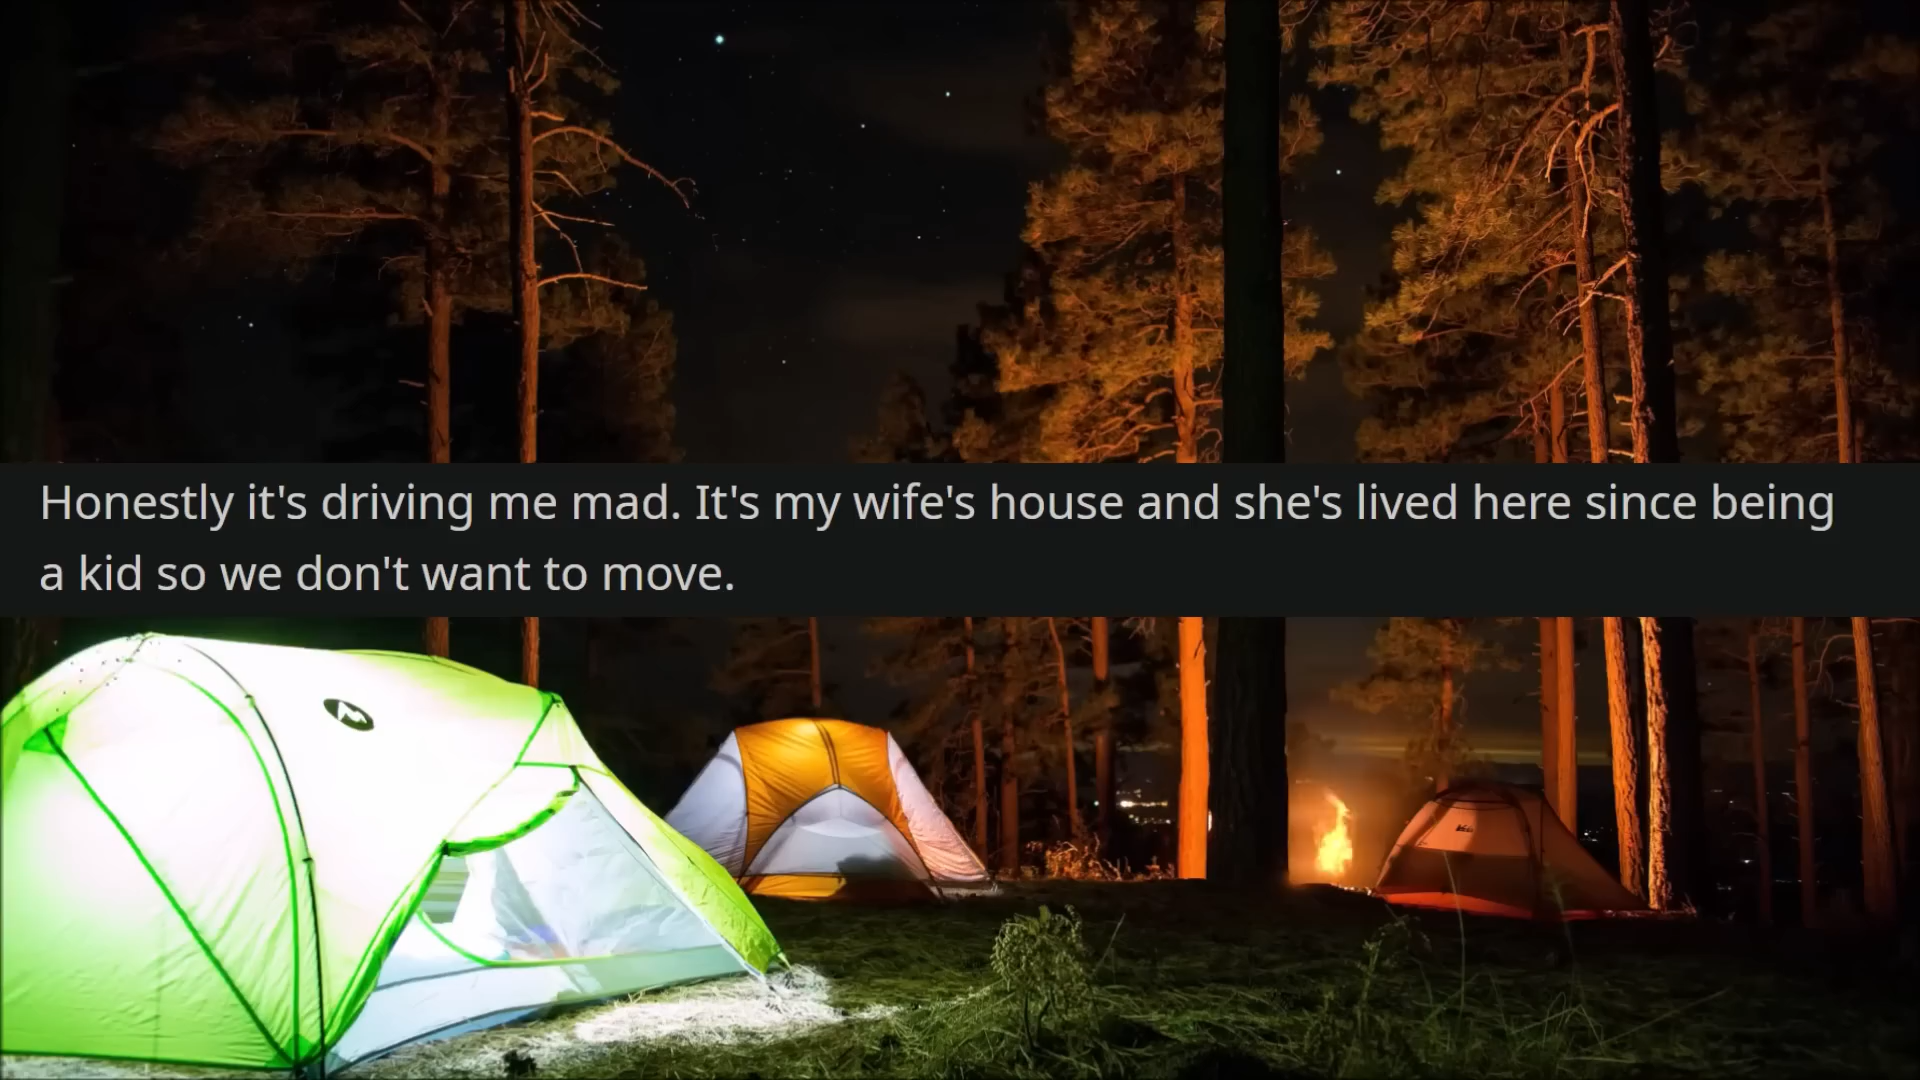 Honestly it's driving me mad. It's my wife's house and she's lived here since being
a kid so we don't want to move.